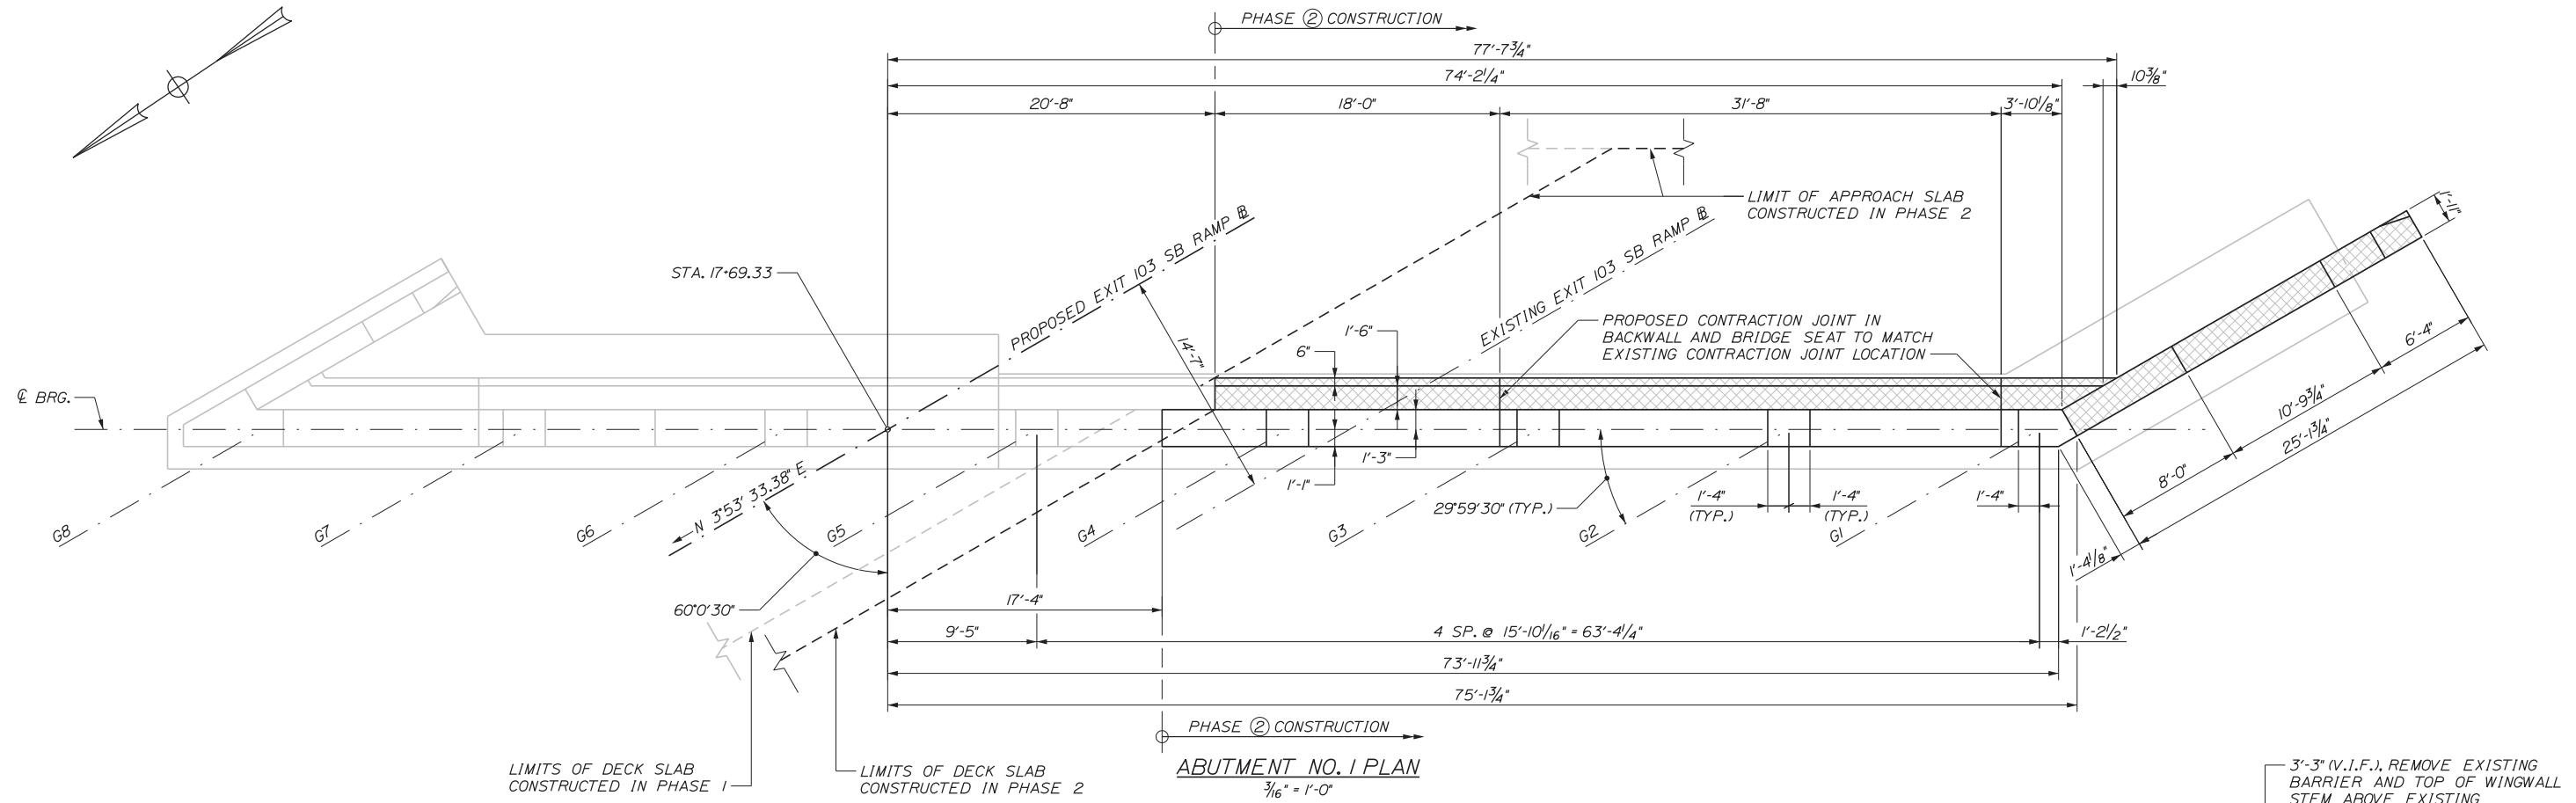 PHASE ② CONSTRUCTION
77'-7¾"
74'-2¼"
10⅜"
20'-8"
18'-0"
31'-8"
3'-10⅛"
LIMIT OF APPROACH SLAB
CONSTRUCTED IN PHASE 2
1'-11"
STA. 17+69.33
PROPOSED EXIT 103 SB RAMP ℄
EXISTING EXIT 103 SB RAMP ℄
14'-7"
1'-6"
6"
PROPOSED CONTRACTION JOINT IN
BACKWALL AND BRIDGE SEAT TO MATCH
EXISTING CONTRACTION JOINT LOCATION
6'-4"
℄ BRG.
10'-9¾"
25'-1¾"
1'-3"
1'-1"
8'-0"
N 3°53' 33.38" E
29°59'30" (TYP.)
1'-4"
(TYP.)
1'-4"
(TYP.)
1'-4"
G8
G7
G6
G5
G4
G3
G2
G1
1'-4⅛"
60°0'30"
17'-4"
9'-5"
4 SP. @ 15'-10 1/16" = 63'-4¼"
1'-2½"
73'-11¾"
75'-1¾"
PHASE ② CONSTRUCTION
LIMITS OF DECK SLAB
CONSTRUCTED IN PHASE 1
LIMITS OF DECK SLAB
CONSTRUCTED IN PHASE 2
ABUTMENT NO. 1 PLAN
3/16" = 1'-0"
3'-3" (V.I.F.), REMOVE EXISTING
BARRIER AND TOP OF WINGWALL
STEM ABOVE EXISTING